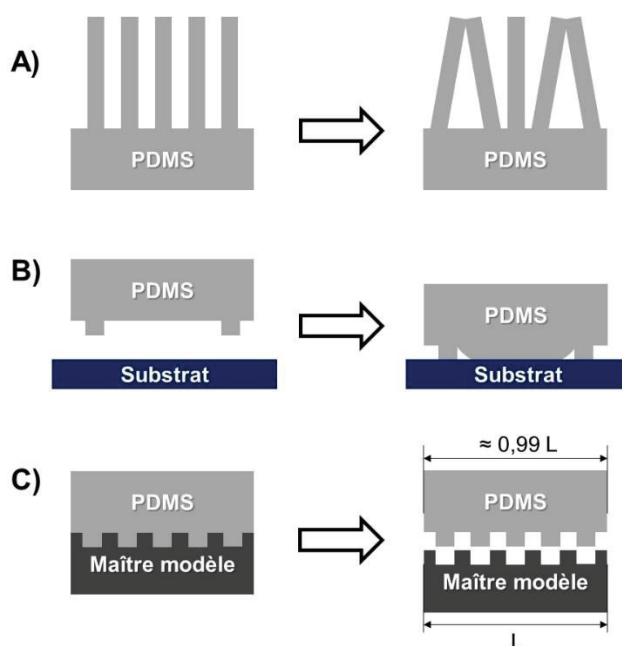 A)
PDMS
PDMS
B)
PDMS
Substrat
PDMS
Substrat
C)
PDMS
Maître modèle
≈ 0,99 L
PDMS
Maître modèle
L